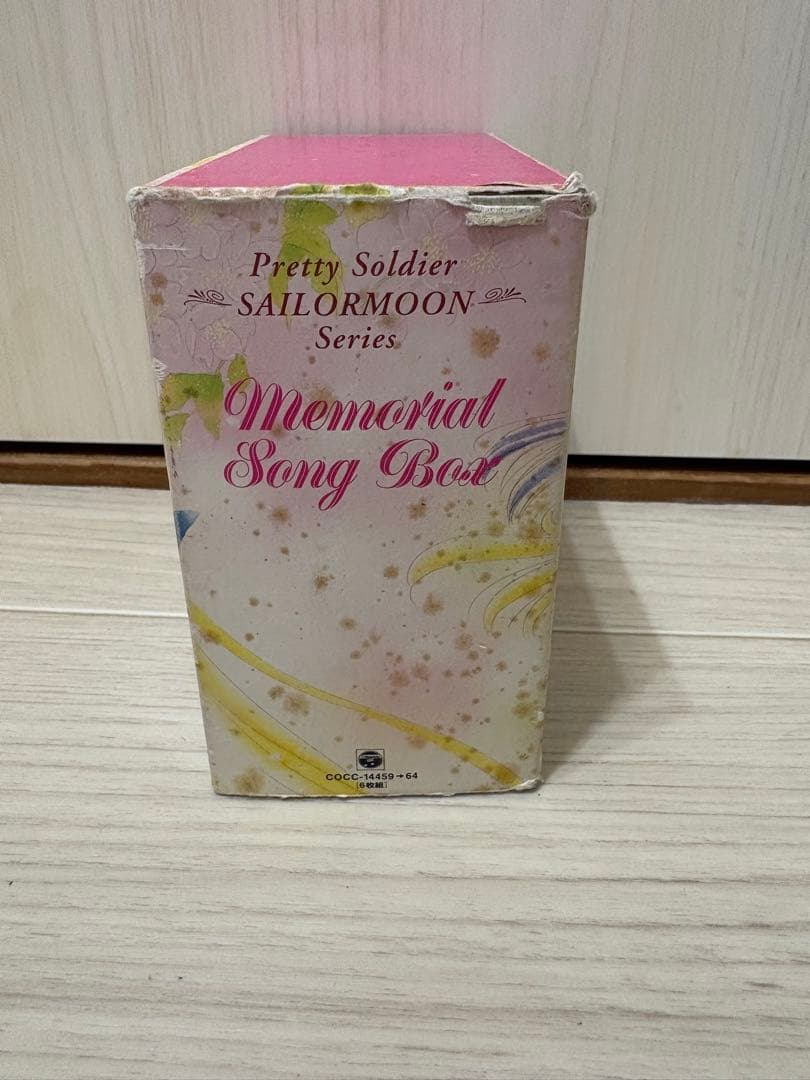 Pretty Soldier
SAILORMOON
Series
Memorial
Song Box
COCC-14459→64
[6枚組]